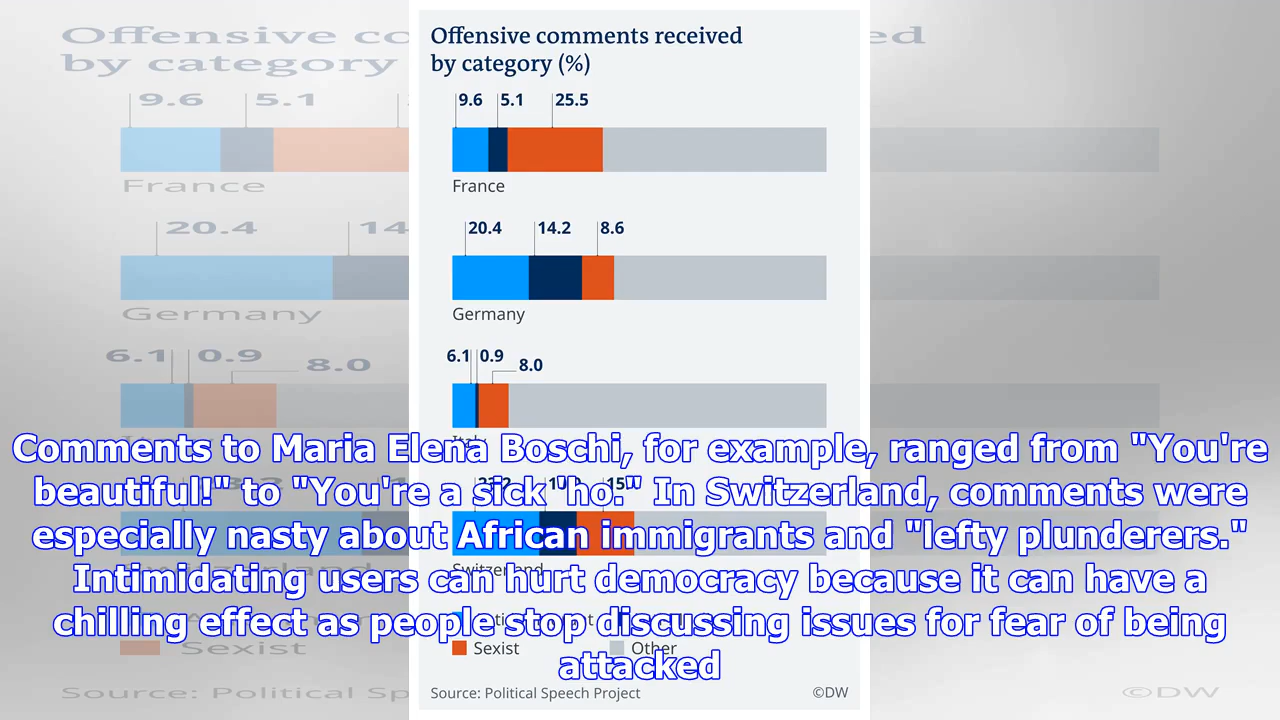 Offensive comments received
by category (%)
9.6 5.1 25.5
France
20.4 14.2 8.6
Germany
6.1 0.9 8.0
Comments to Maria Elena Boschi, for example, ranged from "You're
beautiful!" to "You're a sick 'ho." In Switzerland, comments were
especially nasty about African immigrants and "lefty plunderers."
Switzerland
Intimidating users can hurt democracy because it can have a
chilling effect as people stop discussing issues for fear of being
attacked
Sexist Other
Source: Political Speech Project ©DW